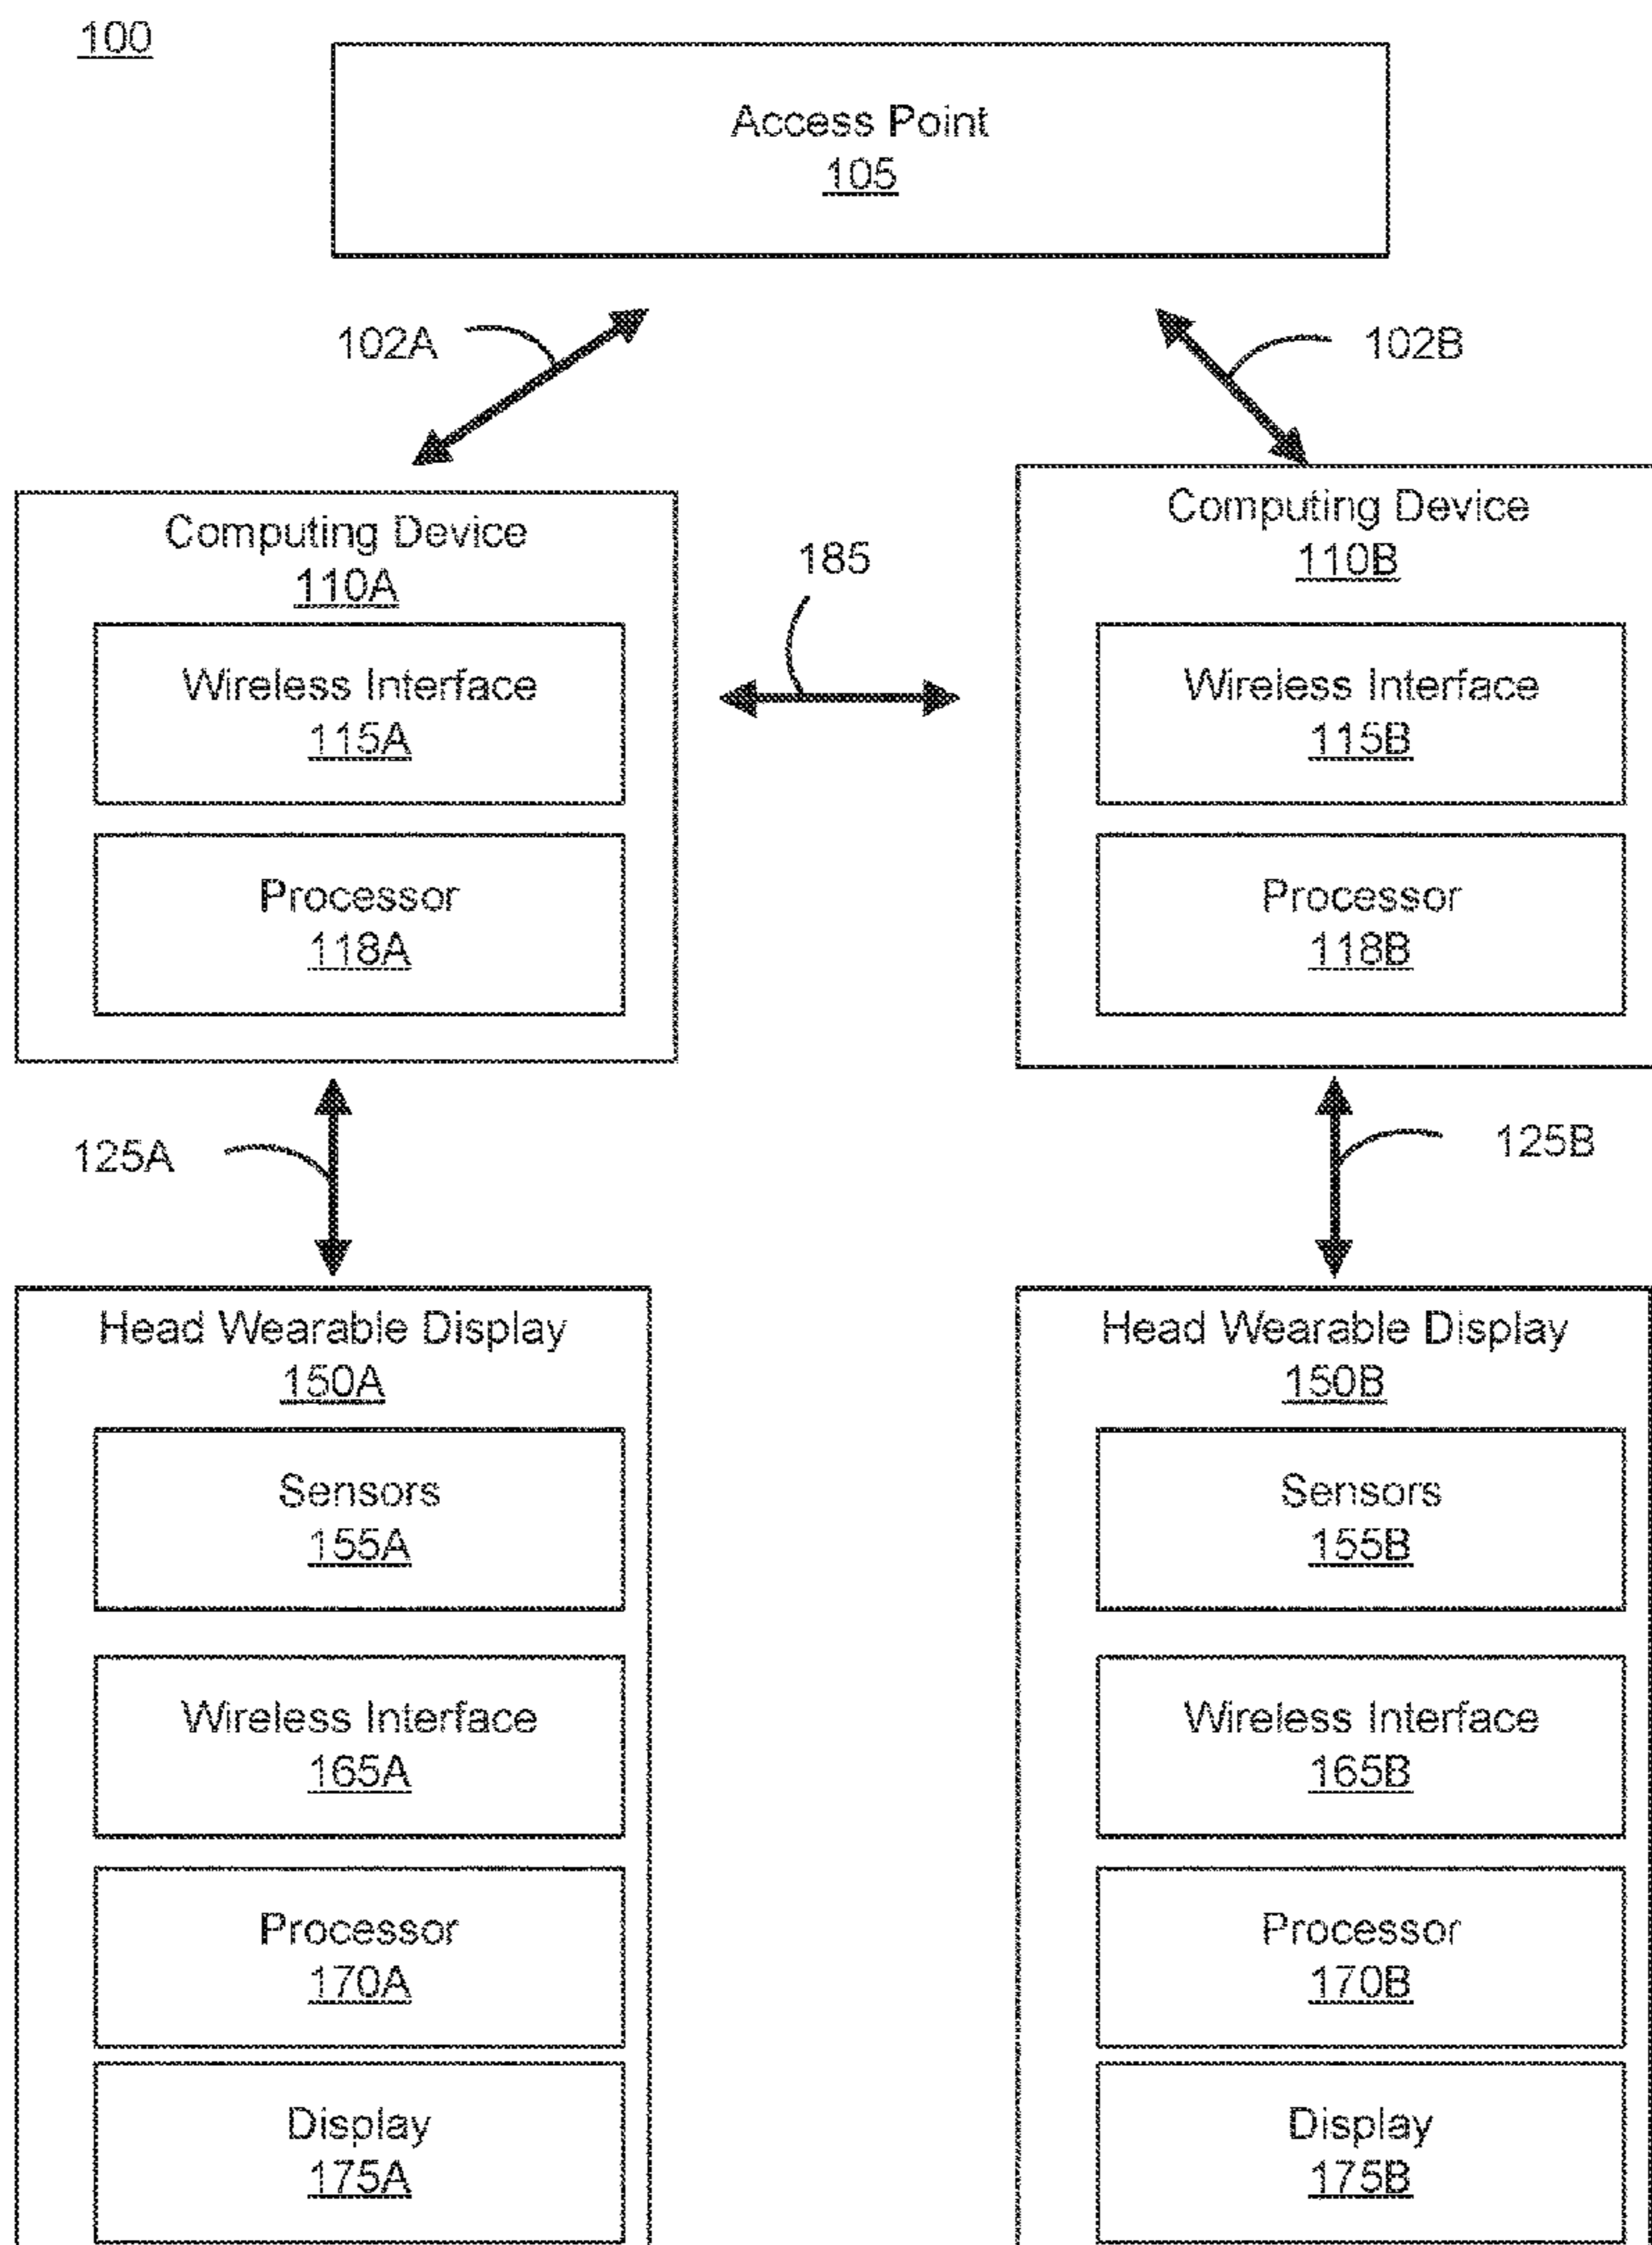 100
Access Point
105
102A
102B
Computing Device
110A
Wireless Interface
115A
Processor
118A
185
Computing Device
110B
Wireless Interface
115B
Processor
118B
125A
125B
Head Wearable Display
150A
Sensors
155A
Wireless Interface
165A
Processor
170A
Display
175A
Head Wearable Display
150B
Sensors
155B
Wireless Interface
165B
Processor
170B
Display
175B